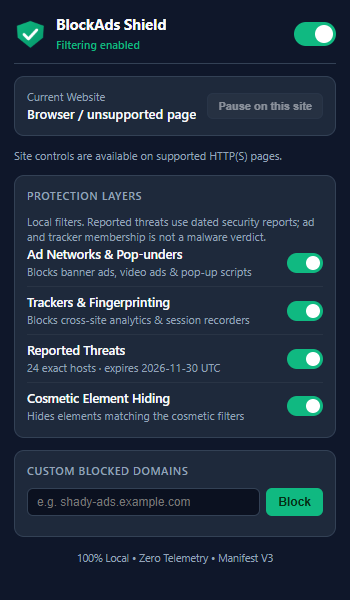 BlockAds Shield
Filtering enabled
Current Website
Browser / unsupported page
Pause on this site
Site controls are available on supported HTTP(S) pages.
PROTECTION LAYERS
Local filters. Reported threats use dated security reports; ad
and tracker membership is not a malware verdict.
Ad Networks & Pop-unders
Blocks banner ads, video ads & pop-up scripts
Trackers & Fingerprinting
Blocks cross-site analytics & session recorders
Reported Threats
24 exact hosts · expires 2026-11-30 UTC
Cosmetic Element Hiding
Hides elements matching the cosmetic filters
CUSTOM BLOCKED DOMAINS
e.g. shady-ads.example.com
Block
100% Local • Zero Telemetry • Manifest V3